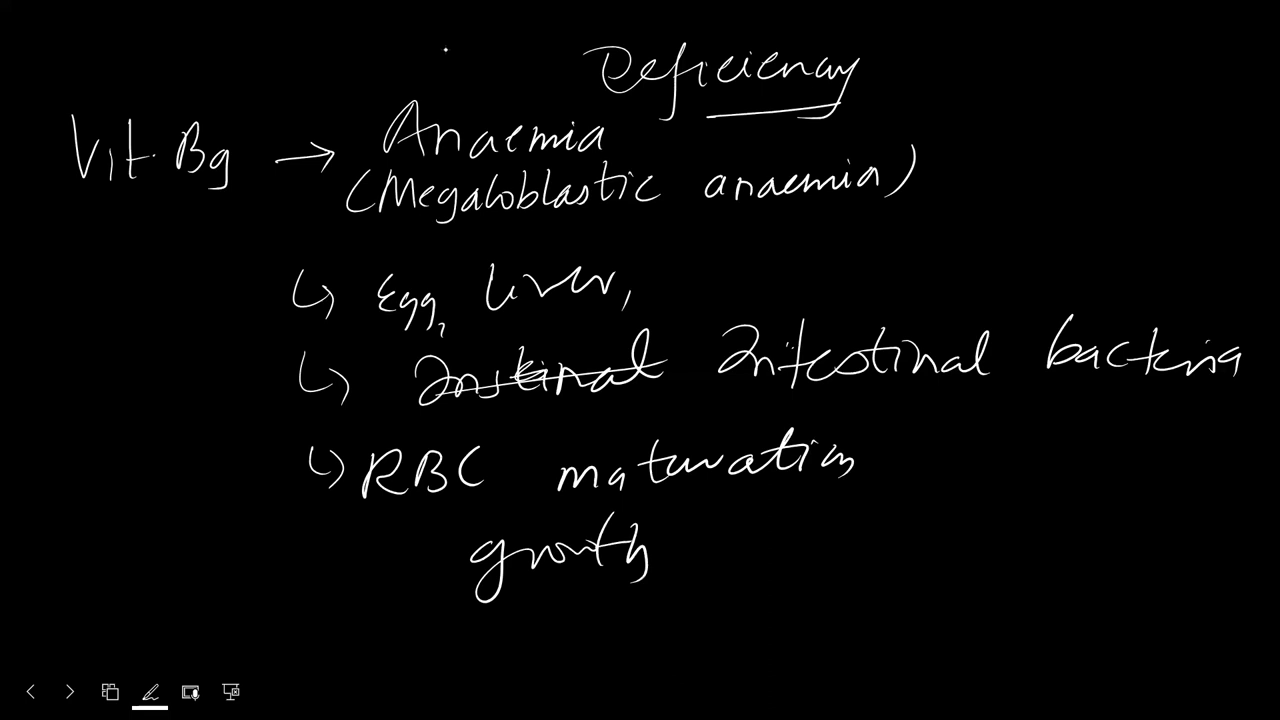 Deficiency
Vit. B9 → Anaemia
(Megaloblastic anaemia)
↳ Egg, Liver,
↳ Intestinal bacteria
↳ RBC maturation
growth